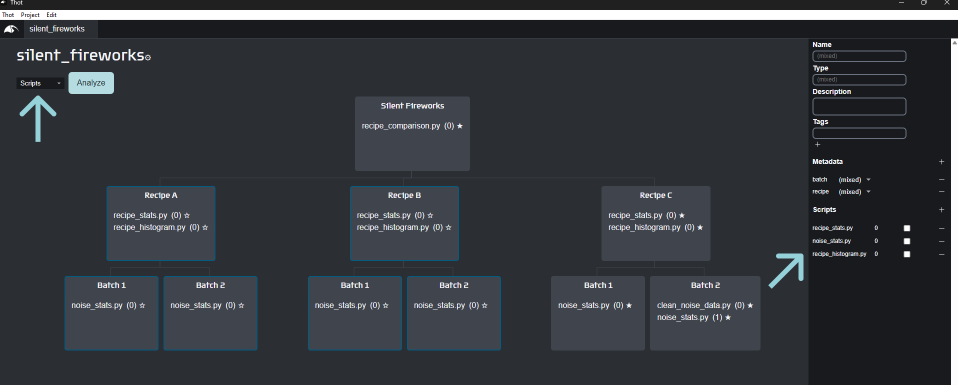 Thot
Thot Project Edit
silent_fireworks
silent_fireworks
Scripts
Analyze
Silent Fireworks
recipe_comparison.py (0) ★
Recipe A
recipe_stats.py (0) ☆
recipe_histogram.py (0) ☆
Recipe B
recipe_stats.py (0) ☆
recipe_histogram.py (0) ☆
Recipe C
recipe_stats.py (0) ★
recipe_histogram.py (0) ★
Batch 1
noise_stats.py (0) ☆
Batch 2
noise_stats.py (0) ☆
Batch 1
noise_stats.py (0) ☆
Batch 2
noise_stats.py (0) ☆
Batch 1
noise_stats.py (0) ★
Batch 2
clean_noise_data.py (0) ★
noise_stats.py (1) ★
Name
(mixed)
Type
(mixed)
Description
Tags
+
Metadata +
batch (mixed) —
recipe (mixed) —
Scripts +
recipe_stats.py 0 —
noise_stats.py 0 —
recipe_histogram.py 0 —